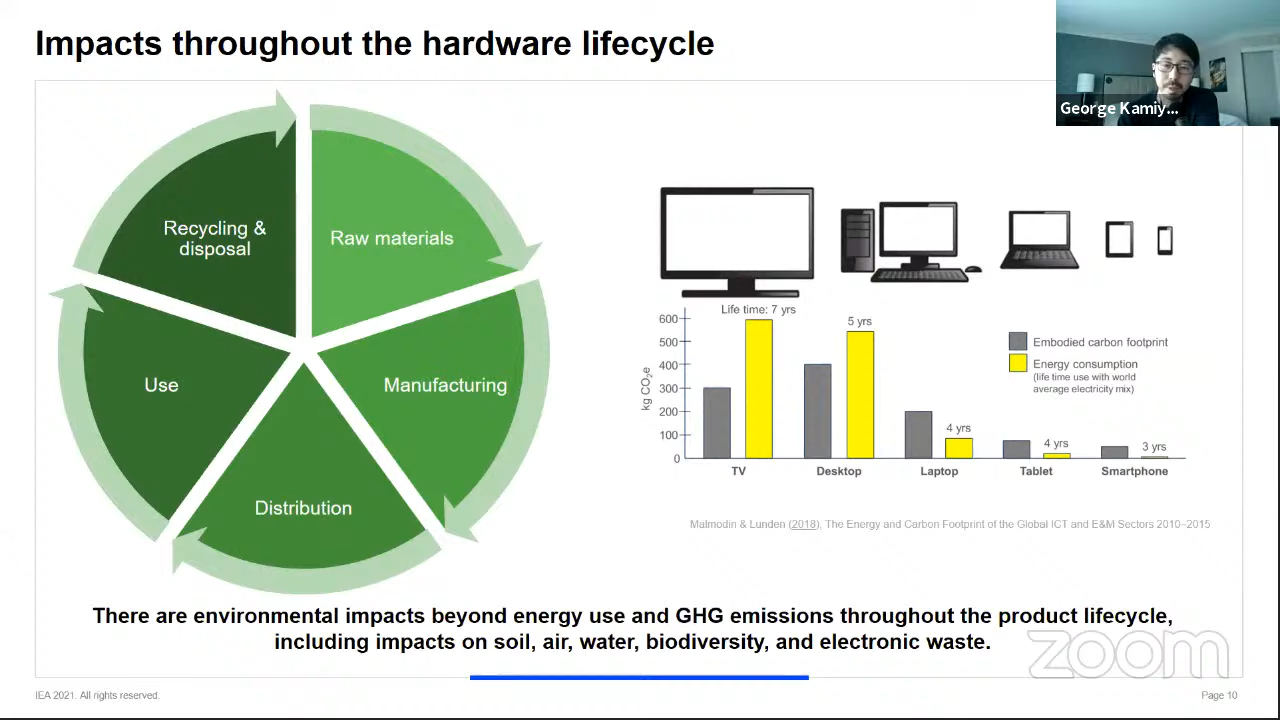 Impacts throughout the hardware lifecycle
George Kamiy...
Recycling &
disposal
Raw materials
Use
Manufacturing
Distribution
Life time: 7 yrs
5 yrs
4 yrs
4 yrs
3 yrs
kg CO₂e
600
500
400
300
200
100
0
Embodied carbon footprint
Energy consumption
(life time use with world
average electricity mix)
TV
Desktop
Laptop
Tablet
Smartphone
Malmodin & Lunden (2018), The Energy and Carbon Footprint of the Global ICT and E&M Sectors 2010–2015
There are environmental impacts beyond energy use and GHG emissions throughout the product lifecycle,
including impacts on soil, air, water, biodiversity, and electronic waste.
zoom
IEA 2021. All rights reserved.
Page 10